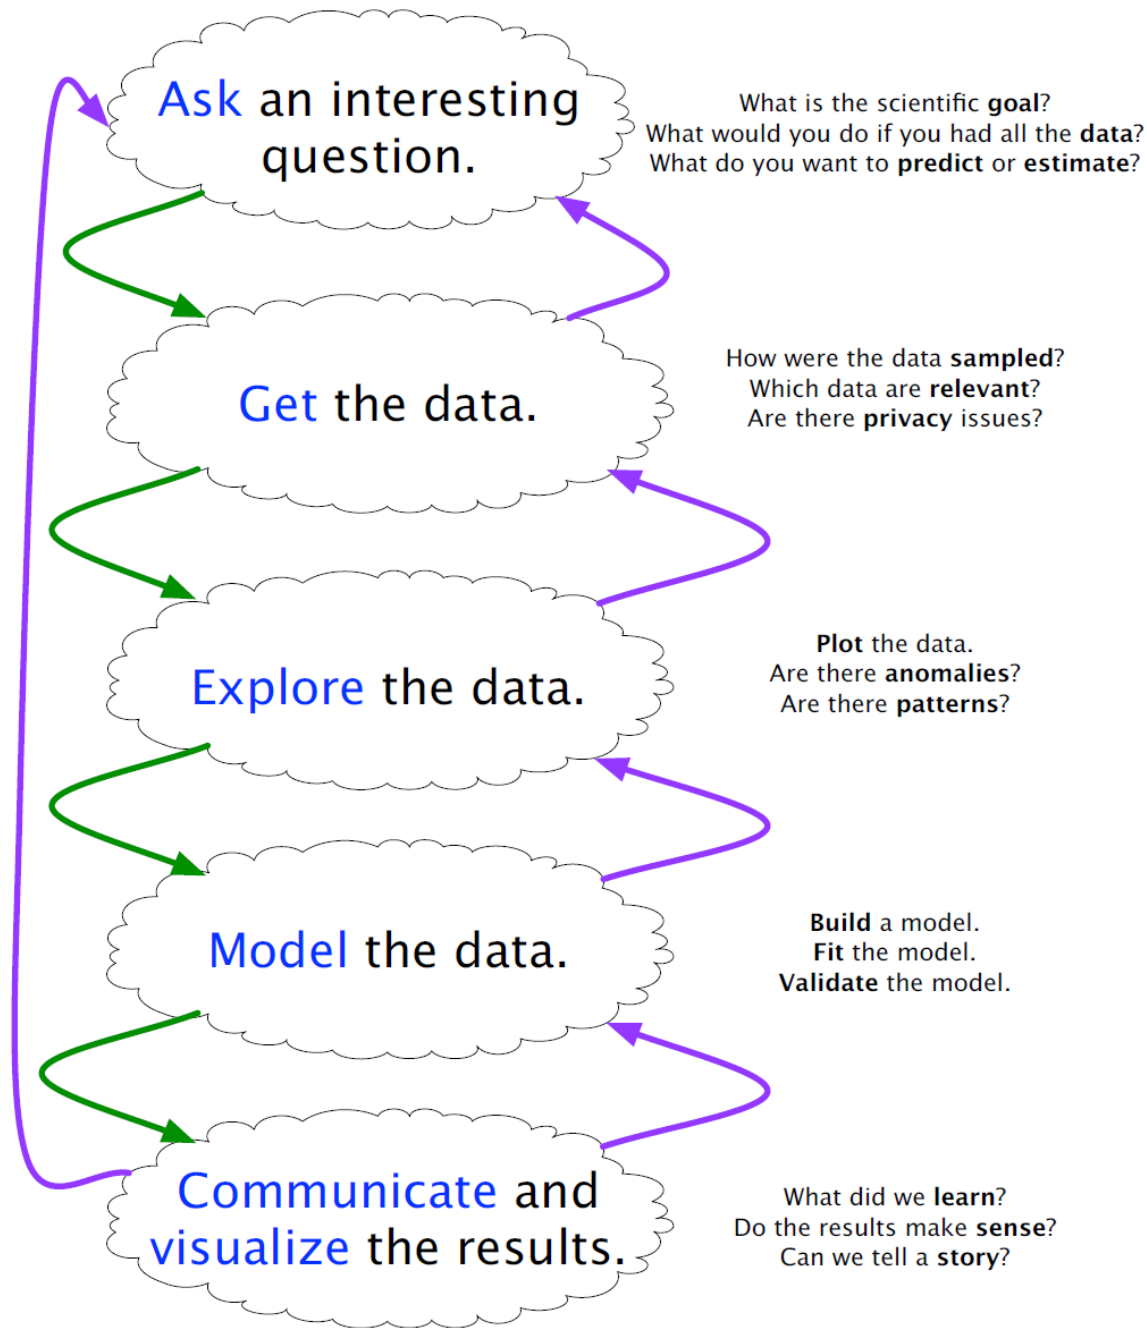 Ask an interesting
question.
What is the scientific goal?
What would you do if you had all the data?
What do you want to predict or estimate?
Get the data.
How were the data sampled?
Which data are relevant?
Are there privacy issues?
Explore the data.
Plot the data.
Are there anomalies?
Are there patterns?
Model the data.
Build a model.
Fit the model.
Validate the model.
Communicate and
visualize the results.
What did we learn?
Do the results make sense?
Can we tell a story?